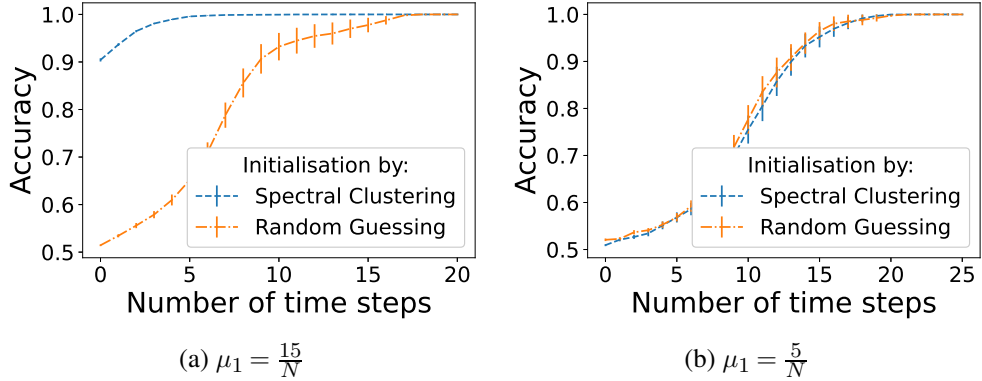 1.0
0.9
0.8
0.7
0.6
0.5
Accuracy
Initialisation by:
Spectral Clustering
Random Guessing
0 5 10 15 20
Number of time steps
(a) μ₁ = 15/N
1.0
0.9
0.8
0.7
0.6
0.5
Accuracy
Initialisation by:
Spectral Clustering
Random Guessing
0 5 10 15 20 25
Number of time steps
(b) μ₁ = 5/N